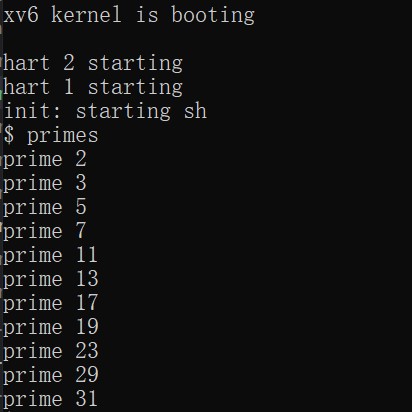 xv6 kernel is booting
hart 2 starting
hart 1 starting
init: starting sh
$ primes
prime 2
prime 3
prime 5
prime 7
prime 11
prime 13
prime 17
prime 19
prime 23
prime 29
prime 31